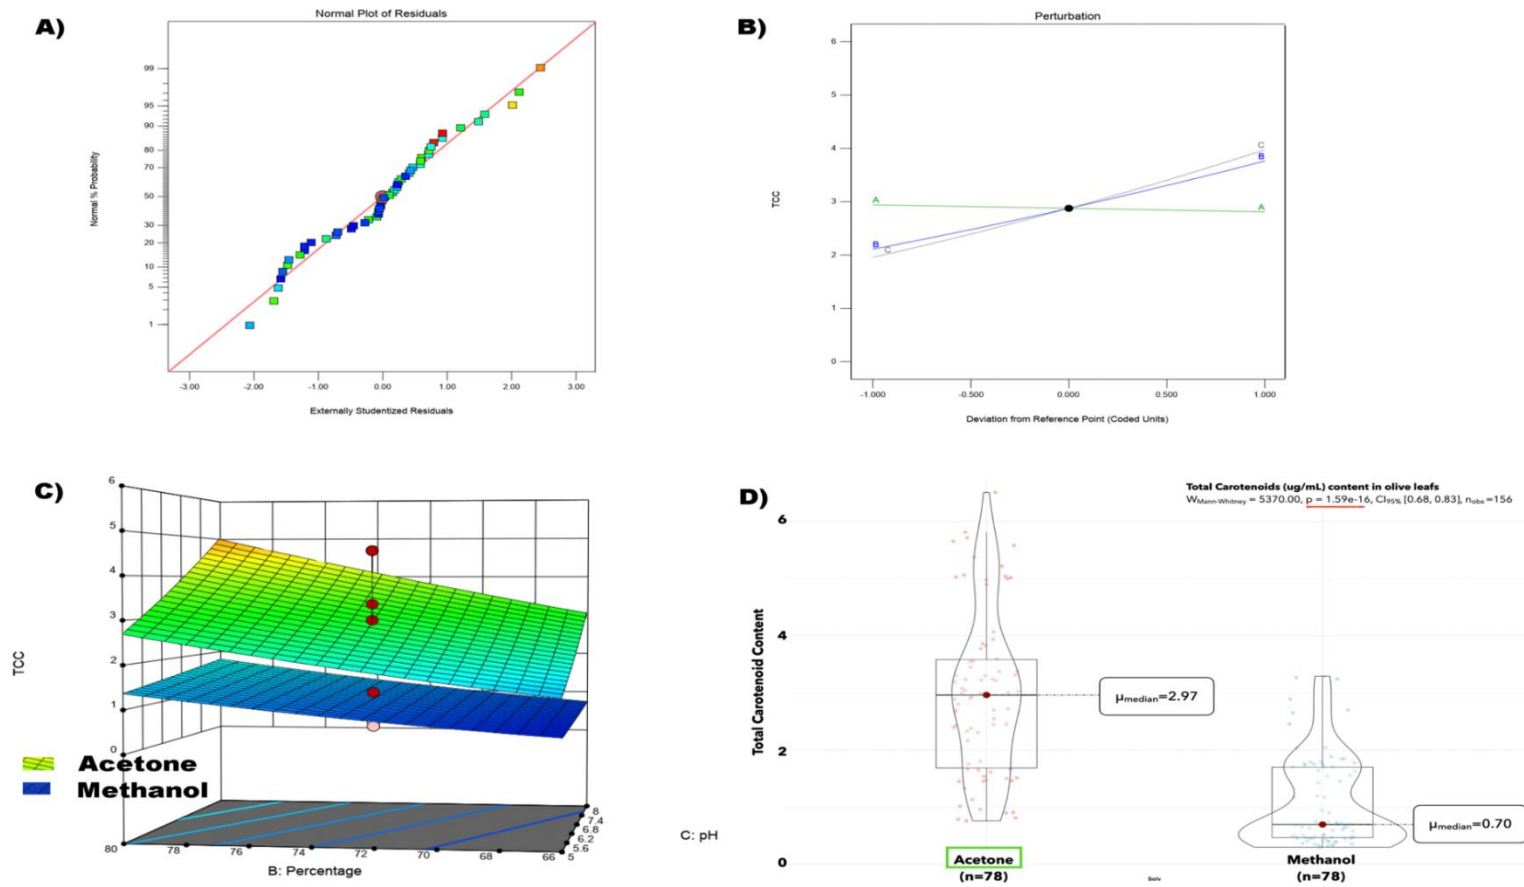 A)
Normal Plot of Residuals
Normal % Probability
99
95
90
80
70
50
30
20
10
5
1
-3.00 -2.00 -1.00 0.00 1.00 2.00 3.00
Externally Studentized Residuals
B)
Perturbation
TCC
6
5
4
3
2
1
0
A
B
C
C
B
A
-1.000 -0.500 0.000 0.500 1.000
Deviation from Reference Point (Coded Units)
C)
TCC
6
5
4
3
2
1
0
Acetone
Methanol
80 78 76 74 72 70 68 66
B: Percentage
8
7.4
6.8
6.2
5.6
5
C: pH
D)
Total Carotenoids (ug/mL) content in olive leafs
WMann-Whitney = 5370.00, p = 1.59e-16, CI95% [0.68, 0.83], nobs =156
Total Carotenoid Content
6
4
2
0
μmedian=2.97
μmedian=0.70
Acetone
(n=78)
Methanol
(n=78)
Solv